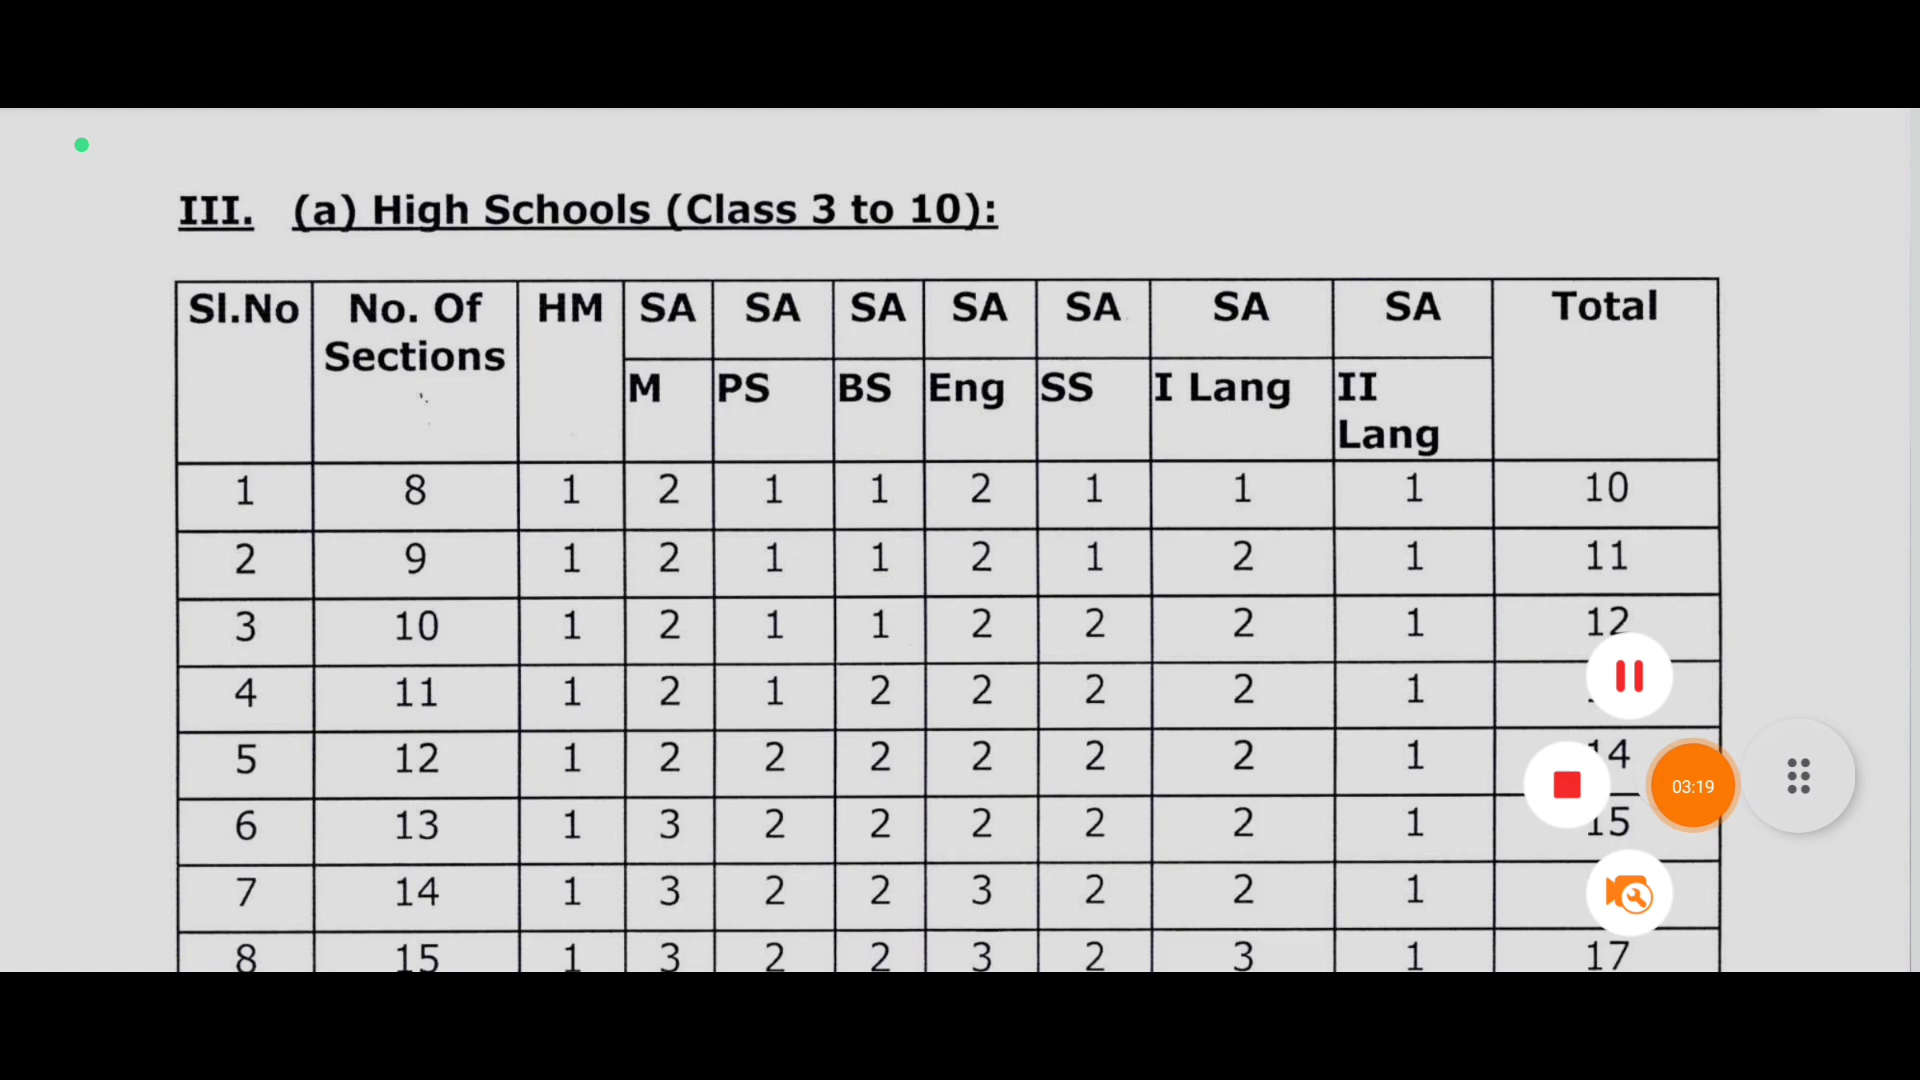 III. (a) High Schools (Class 3 to 10):
Sl.No No. Of Sections HM SA SA SA SA SA SA SA Total
M PS BS Eng SS I Lang II Lang
1 8 1 2 1 1 2 1 1 1 10
2 9 1 2 1 1 2 1 2 1 11
3 10 1 2 1 1 2 2 2 1 12
4 11 1 2 1 2 2 2 2 1
5 12 1 2 2 2 2 2 2 1 14
6 13 1 3 2 2 2 2 2 1 15
7 14 1 3 2 2 3 2 2 1
8 15 1 3 2 2 3 2 3 1 17
03:19